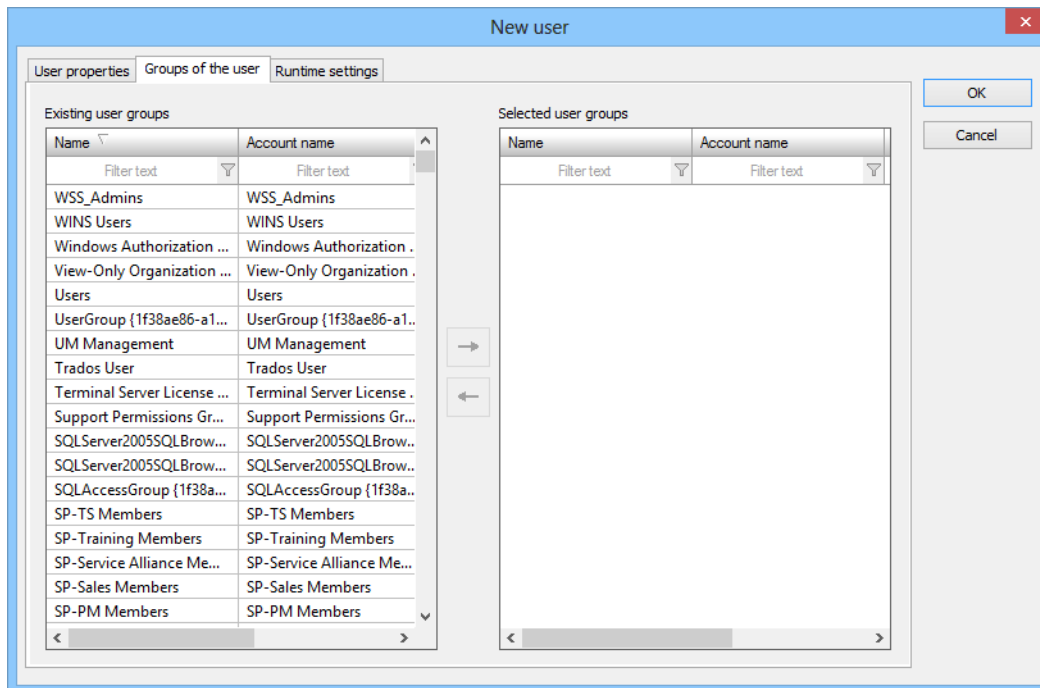 New user
User properties Groups of the user Runtime settings
OK
Cancel
Existing user groups
Name Account name
Filter text Filter text
WSS_Admins WSS_Admins
WINS Users WINS Users
Windows Authorization ... Windows Authorization .
View-Only Organization ... View-Only Organization .
Users Users
UserGroup {1f38ae86-a1... UserGroup {1f38ae86-a1..
UM Management UM Management
Trados User Trados User
Terminal Server License ... Terminal Server License .
Support Permissions Gr... Support Permissions Gr...
SQLServer2005SQLBrow... SQLServer2005SQLBrow..
SQLServer2005SQLBrow... SQLServer2005SQLBrow..
SQLAccessGroup {1f38a... SQLAccessGroup {1f38a..
SP-TS Members SP-TS Members
SP-Training Members SP-Training Members
SP-Service Alliance Me... SP-Service Alliance Me...
SP-Sales Members SP-Sales Members
SP-PM Members SP-PM Members
Selected user groups
Name Account name
Filter text Filter text